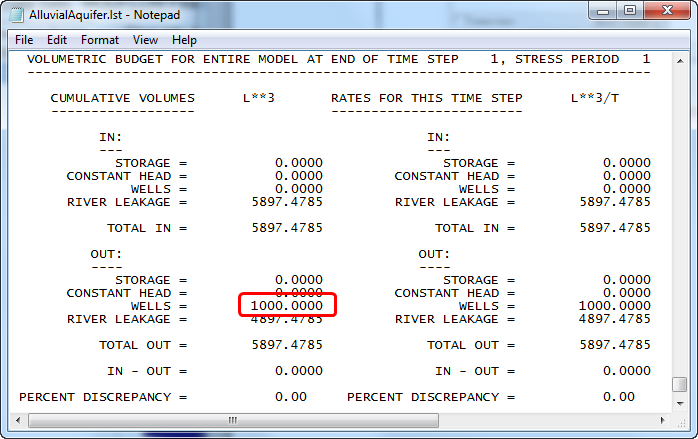 AlluvialAquifer.lst - Notepad
File Edit Format View Help
VOLUMETRIC BUDGET FOR ENTIRE MODEL AT END OF TIME STEP 1, STRESS PERIOD 1
------------------------------------------------------------------------------
CUMULATIVE VOLUMES L**3 RATES FOR THIS TIME STEP L**3/T
------------------ ------------------------
IN: IN:
--- ---
STORAGE = 0.0000 STORAGE = 0.0000
CONSTANT HEAD = 0.0000 CONSTANT HEAD = 0.0000
WELLS = 0.0000 WELLS = 0.0000
RIVER LEAKAGE = 5897.4785 RIVER LEAKAGE = 5897.4785
TOTAL IN = 5897.4785 TOTAL IN = 5897.4785
OUT: OUT:
---- ----
STORAGE = 0.0000 STORAGE = 0.0000
CONSTANT HEAD = 0.0000 CONSTANT HEAD = 0.0000
WELLS = 1000.0000 WELLS = 1000.0000
RIVER LEAKAGE = 4897.4785 RIVER LEAKAGE = 4897.4785
TOTAL OUT = 5897.4785 TOTAL OUT = 5897.4785
IN - OUT = 0.0000 IN - OUT = 0.0000
PERCENT DISCREPANCY = 0.00 PERCENT DISCREPANCY = 0.00